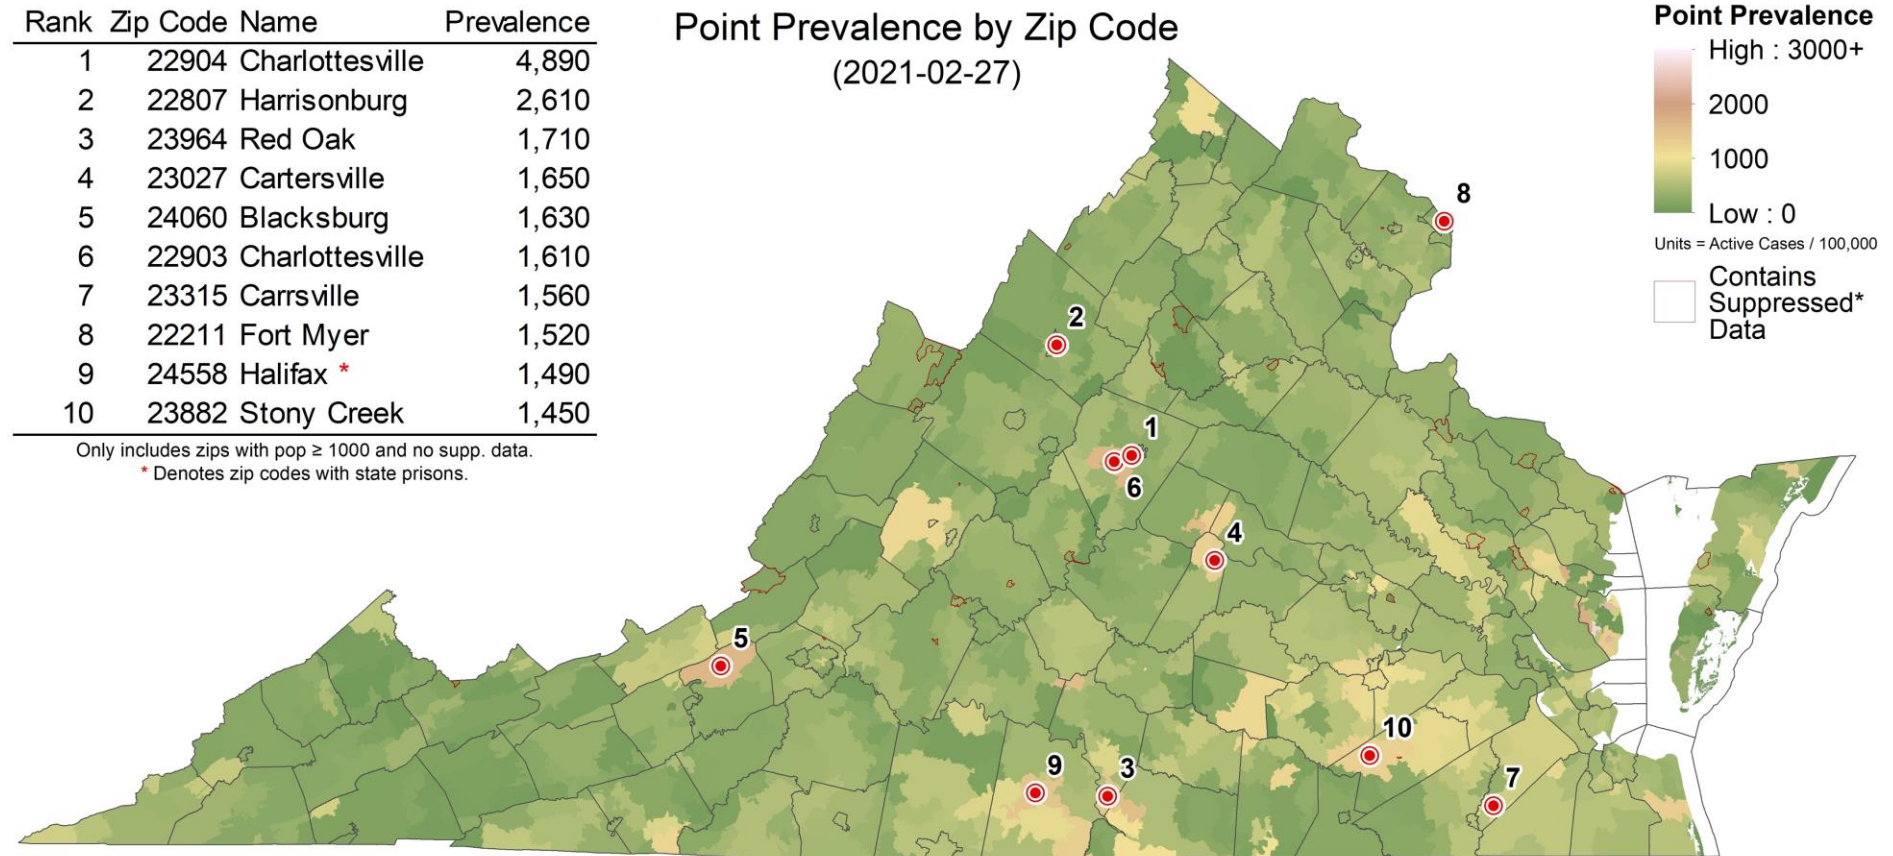 Rank Zip Code Name Prevalence
1 22904 Charlottesville 4,890
2 22807 Harrisonburg 2,610
3 23964 Red Oak 1,710
4 23027 Cartersville 1,650
5 24060 Blacksburg 1,630
6 22903 Charlottesville 1,610
7 23315 Carrsville 1,560
8 22211 Fort Myer 1,520
9 24558 Halifax * 1,490
10 23882 Stony Creek 1,450
Only includes zips with pop ≥ 1000 and no supp. data.
* Denotes zip codes with state prisons.
Point Prevalence by Zip Code
(2021-02-27)
Point Prevalence
High : 3000+
2000
1000
Low : 0
Units = Active Cases / 100,000
Contains
Suppressed*
Data
8
2
1
6
4
5
10
9
3
7